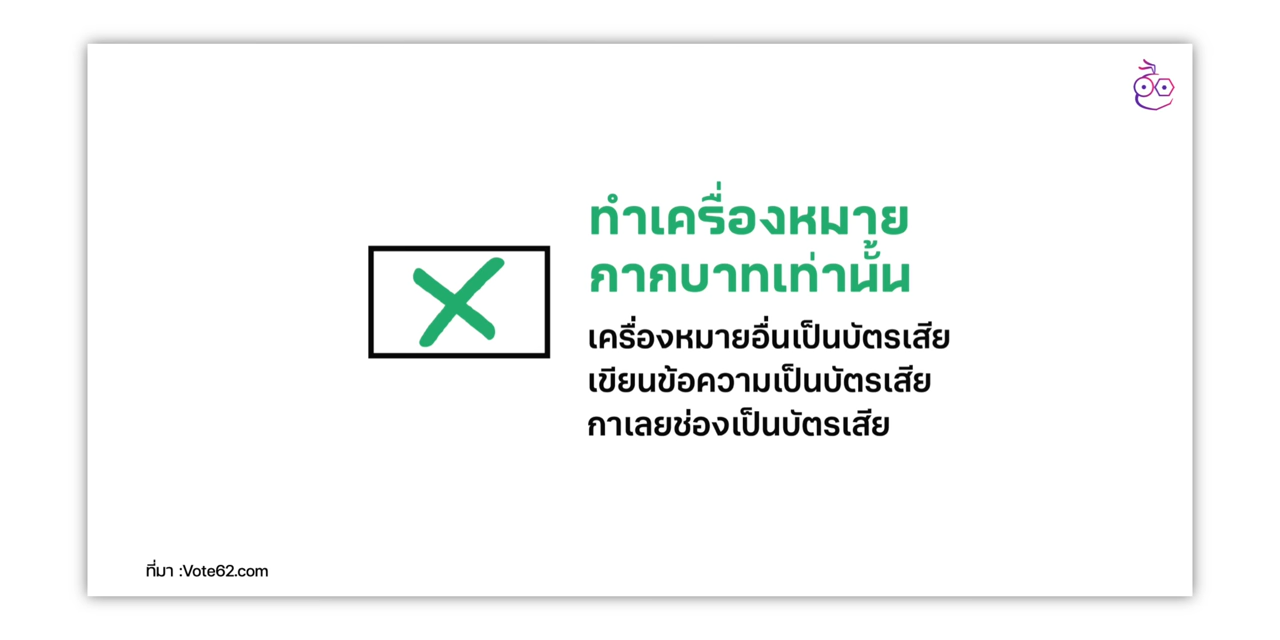 ทำเครื่องหมาย
กากบาทเท่านั้น
เครื่องหมายอื่นเป็นบัตรเสีย
เขียนข้อความเป็นบัตรเสีย
กาเลยช่องเป็นบัตรเสีย
ที่มา :Vote62.com